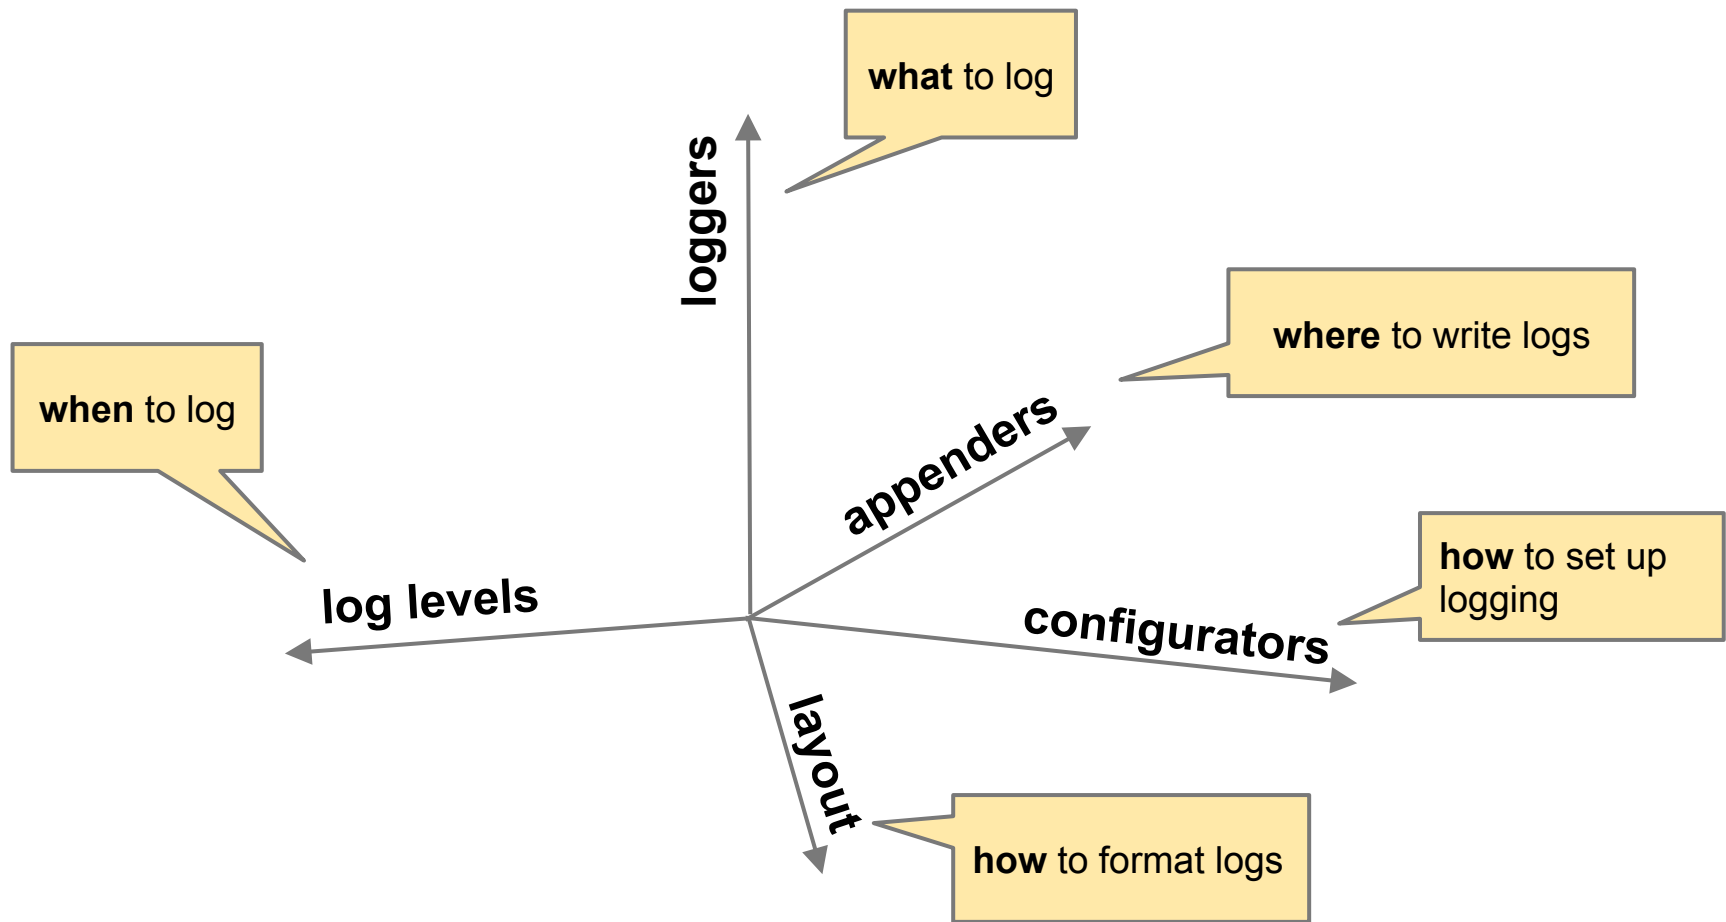 what to log
loggers
where to write logs
when to log
appenders
how to set up
logging
log levels
configurators
layout
how to format logs